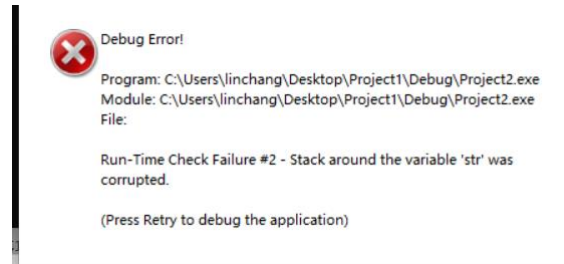 Debug Error!
Program: C:\Users\linchang\Desktop\Project1\Debug\Project2.exe
Module: C:\Users\linchang\Desktop\Project1\Debug\Project2.exe
File:
Run-Time Check Failure #2 - Stack around the variable 'str' was
corrupted.
(Press Retry to debug the application)